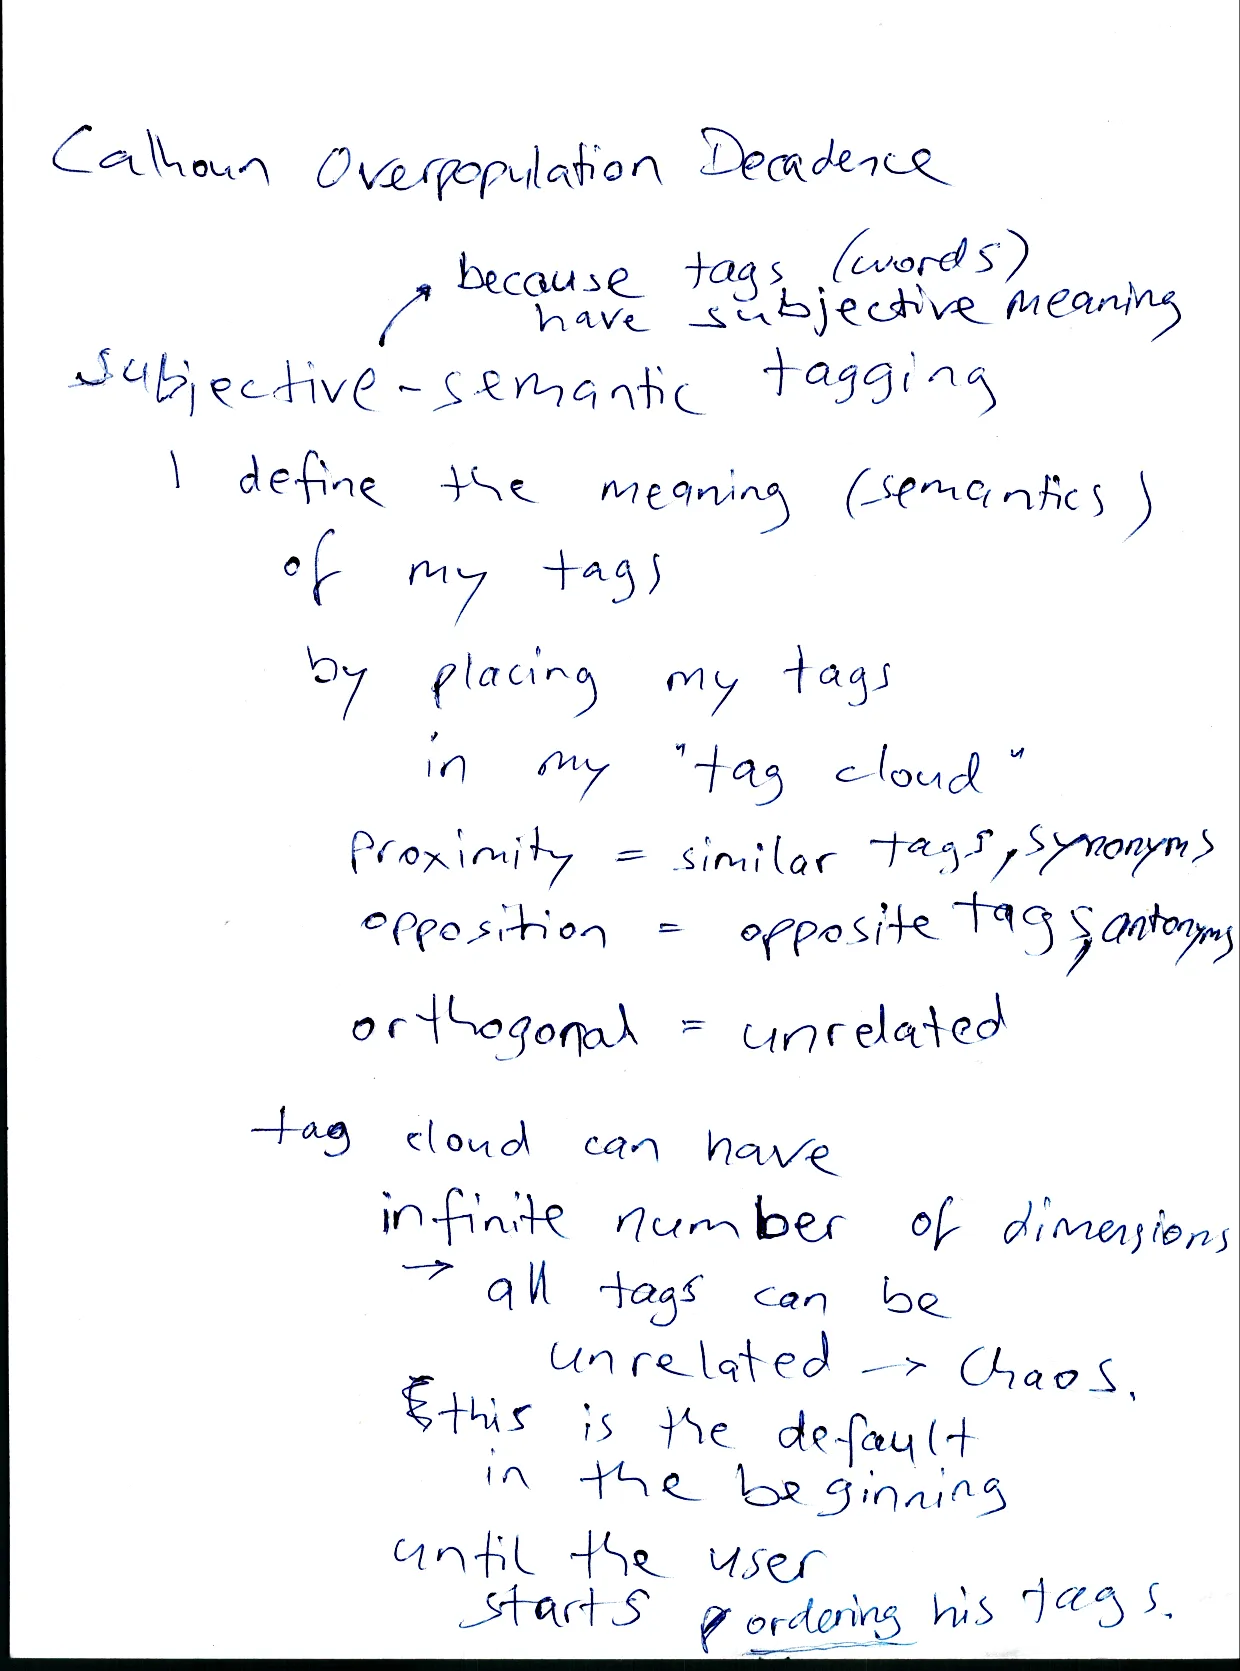 Calhoun Overpopulation Decadence
because tags (words)
have subjective meaning
subjective-semantic tagging
I define the meaning (semantics)
of my tags
by placing my tags
in my "tag cloud"
proximity = similar tags, synonyms
opposition = opposite tags, antonyms
orthogonal = unrelated
tag cloud can have
infinite number of dimensions
→ all tags can be
unrelated → Chaos.
this is the default
in the beginning
until the user
starts ordering his tags.